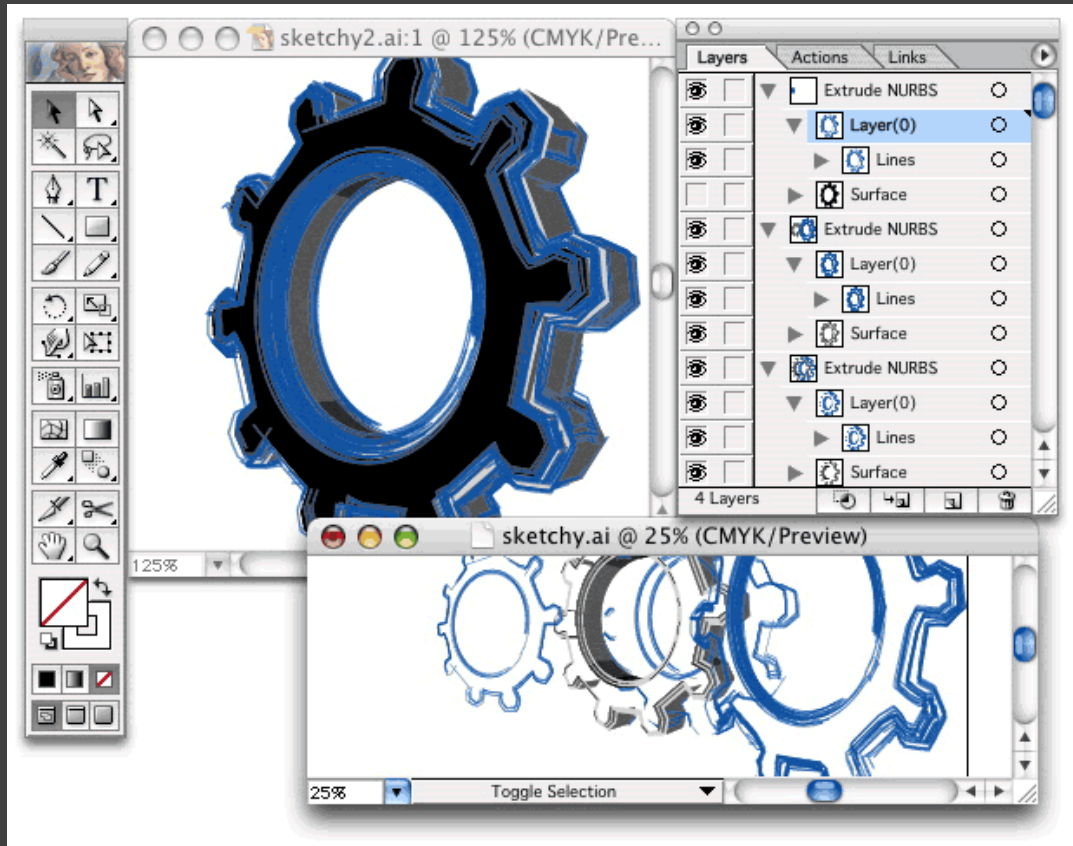 sketchy2.ai:1 @ 125% (CMYK/Pre...
T
125%
Layers
Actions
Links
Extrude NURBS
Layer(0)
Lines
Surface
Extrude NURBS
Layer(0)
Lines
Surface
Extrude NURBS
Layer(0)
Lines
Surface
4 Layers
sketchy.ai @ 25% (CMYK/Preview)
25%
Toggle Selection